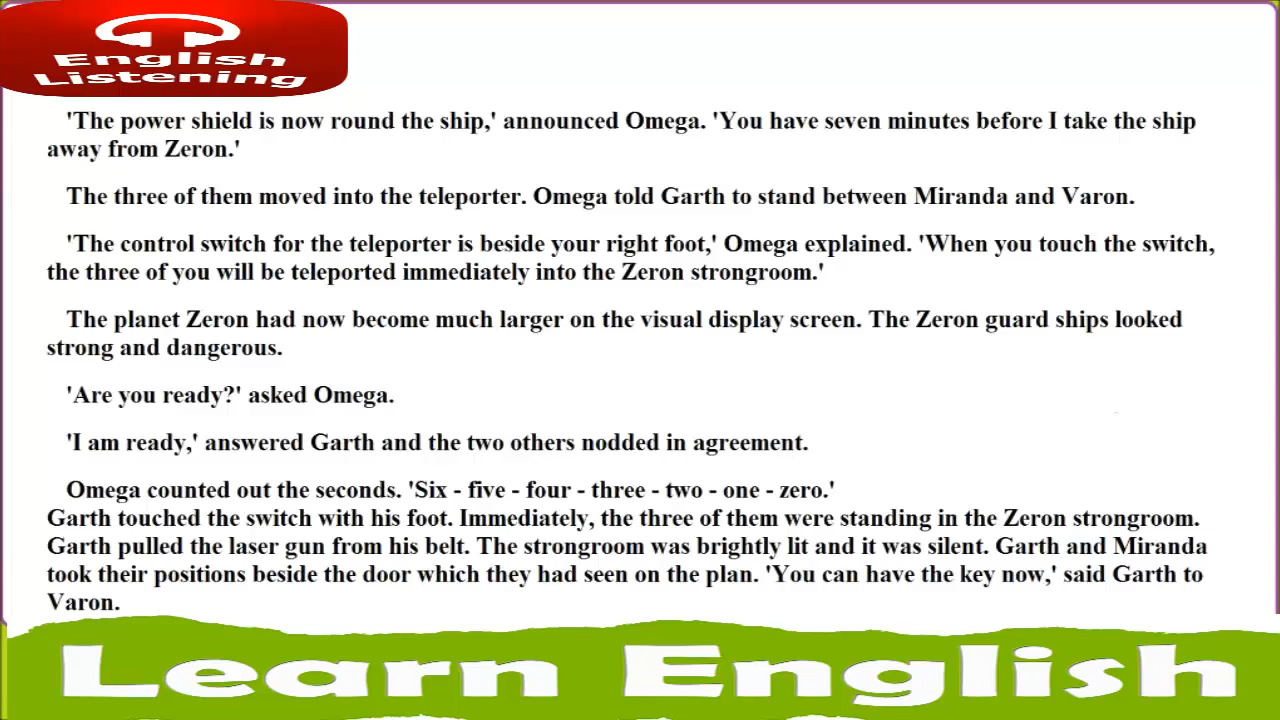 English
Listening
'The power shield is now round the ship,' announced Omega. 'You have seven minutes before I take the ship
away from Zeron.'
The three of them moved into the teleporter. Omega told Garth to stand between Miranda and Varon.
'The control switch for the teleporter is beside your right foot,' Omega explained. 'When you touch the switch,
the three of you will be teleported immediately into the Zeron strongroom.'
The planet Zeron had now become much larger on the visual display screen. The Zeron guard ships looked
strong and dangerous.
'Are you ready?' asked Omega.
'I am ready,' answered Garth and the two others nodded in agreement.
Omega counted out the seconds. 'Six - five - four - three - two - one - zero.'
Garth touched the switch with his foot. Immediately, the three of them were standing in the Zeron strongroom.
Garth pulled the laser gun from his belt. The strongroom was brightly lit and it was silent. Garth and Miranda
took their positions beside the door which they had seen on the plan. 'You can have the key now,' said Garth to
Varon.
Learn English